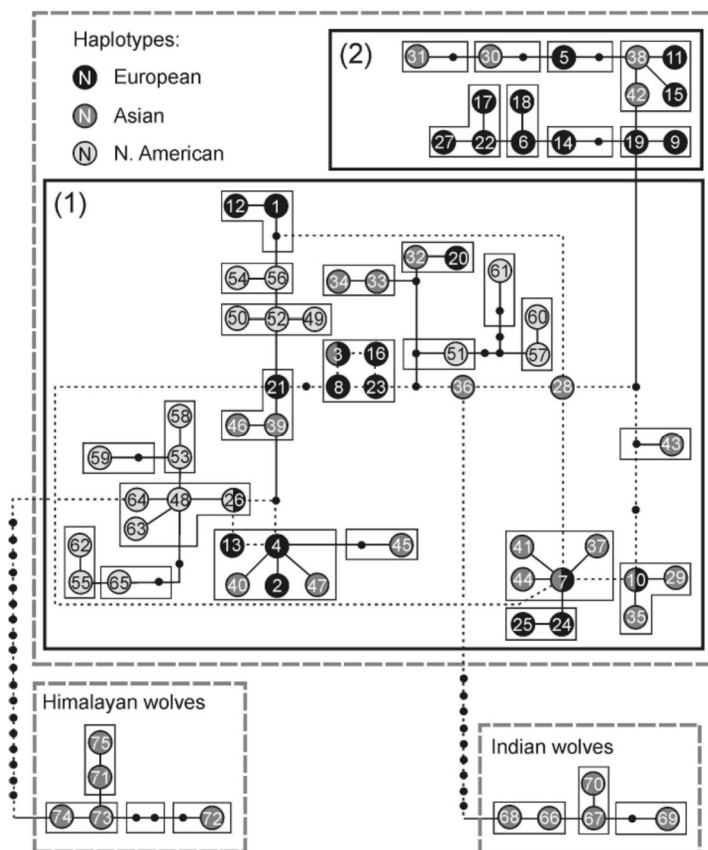 Haplotypes:
N European
N Asian
N N. American
(2)
31 30 5 38 11
42 15
17 18
27 22 6 14 19 9
(1)
12 1
54 56
50 52 49
34 33
32 20
61
60
51 57
3 16
8 23
21
36 28
46 39
58
59 53
64 48 26
63
62
55 65
13 4 45
40 2 47
43
41 37
44 7
25 24
10 29
35
Himalayan wolves
75
71
74 73 72
Indian wolves
70
68 66 67 69